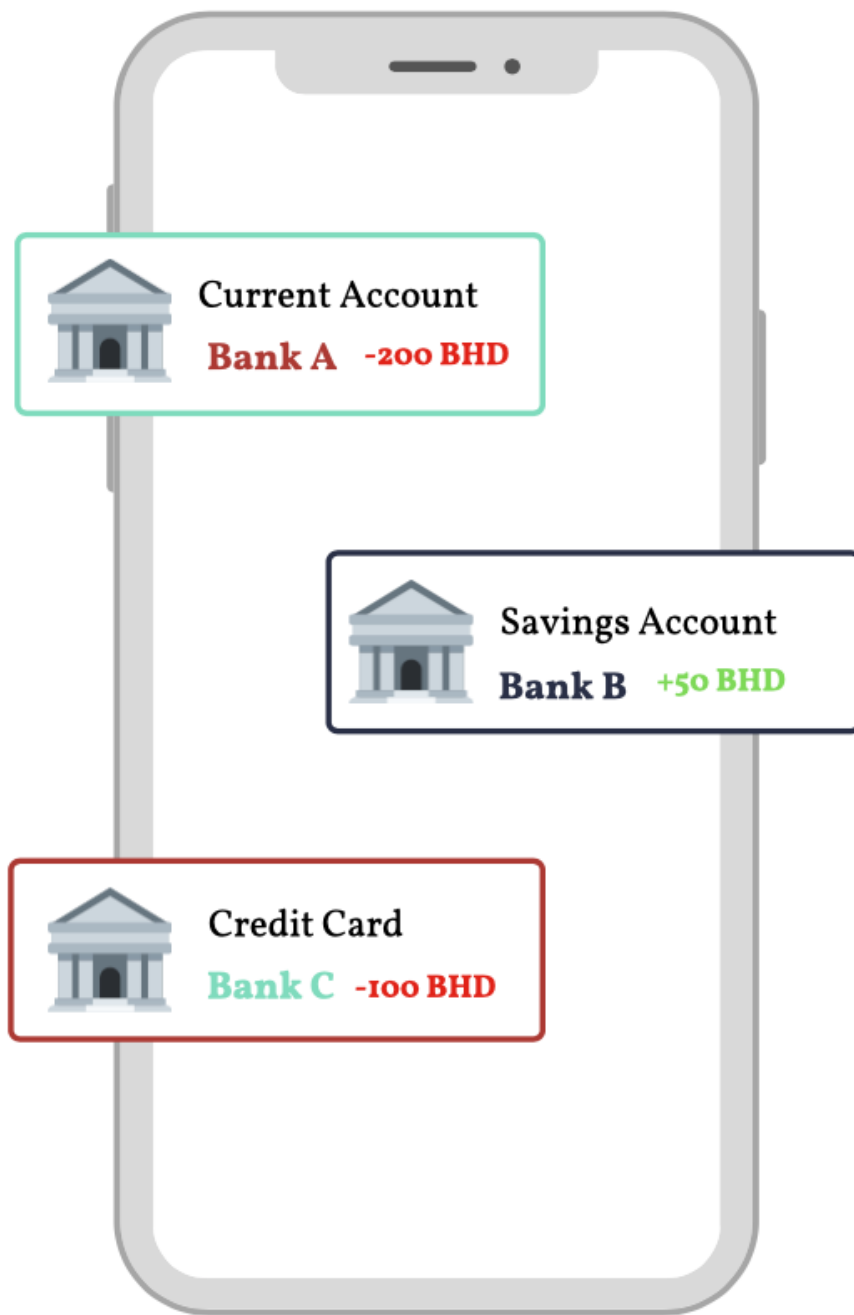 Current Account
Bank A -200 BHD
Savings Account
Bank B +50 BHD
Credit Card
Bank C -100 BHD